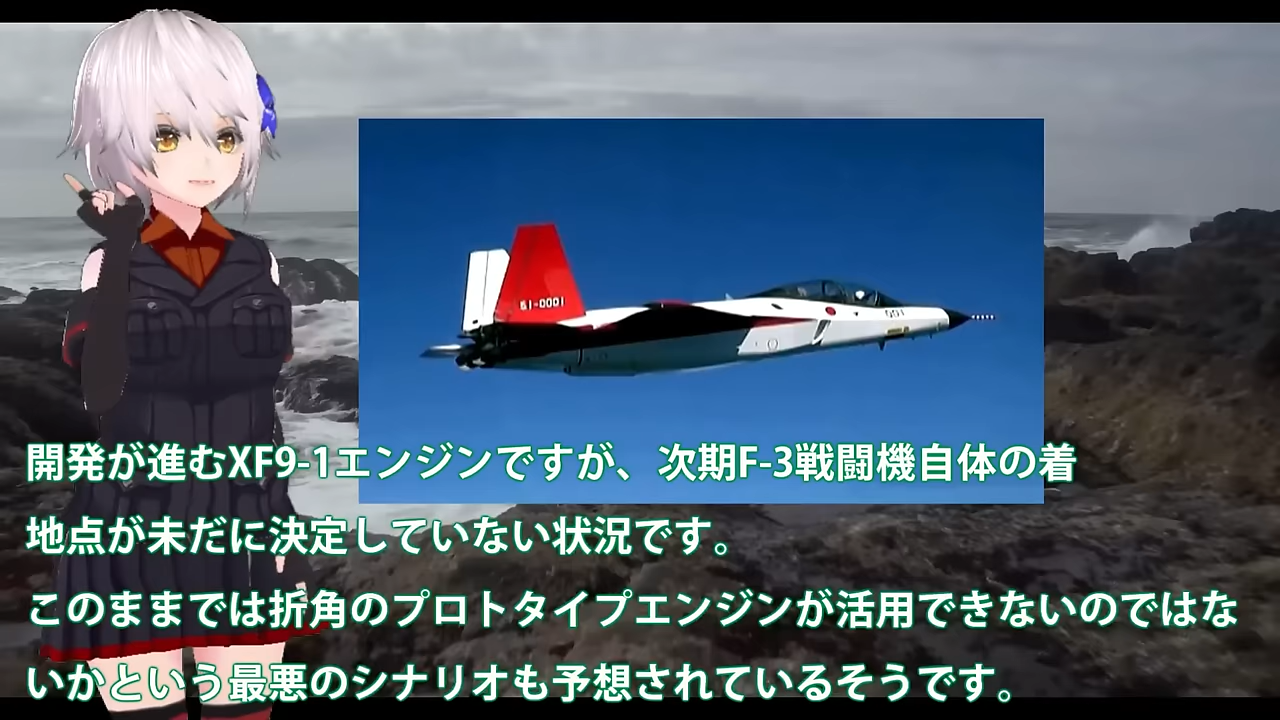 51-0001
001
開発が進むXF9-1エンジンですが、次期F-3戦闘機自体の着
地点が未だに決定していない状況です。
このままでは折角のプロトタイプエンジンが活用できないのではな
いかという最悪のシナリオも予想されているそうです。